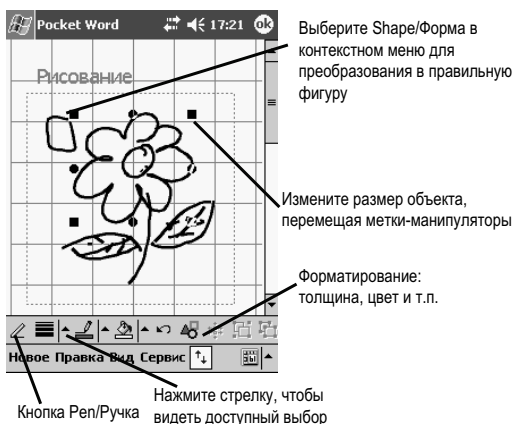 Pocket Word 17:21 ok
Рисование
Выберите Shape/Форма в
контекстном меню для
преобразования в правильную
фигуру
Измените размер объекта,
перемещая метки-манипуляторы
Форматирование:
толщина, цвет и т.п.
Новое Правка Вид Сервис
Нажмите стрелку, чтобы
видеть доступный выбор
Кнопка Pen/Ручка